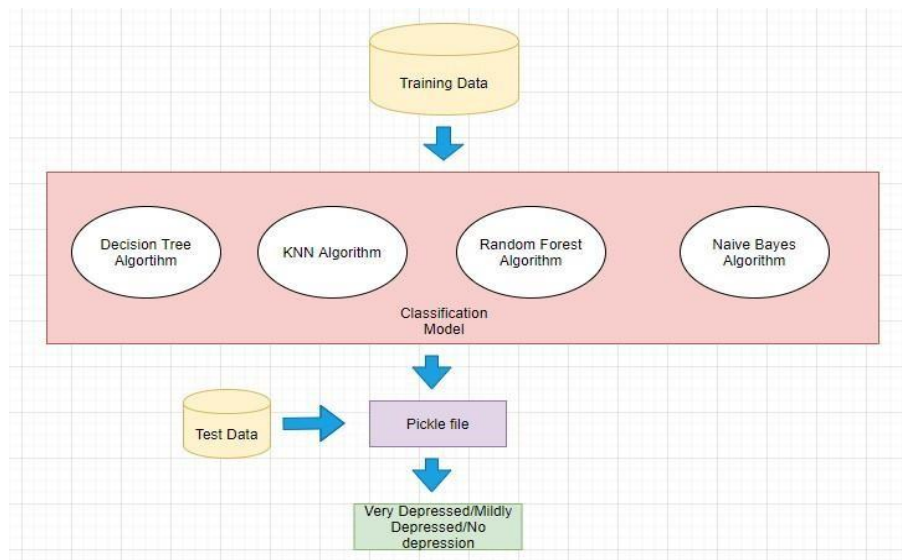 Training Data
Decision Tree
Algortihm
KNN Algorithm
Random Forest
Algorithm
Naive Bayes
Algorithm
Classification
Model
Test Data
Pickle file
Very Depressed/Mildly
Depressed/No
depression